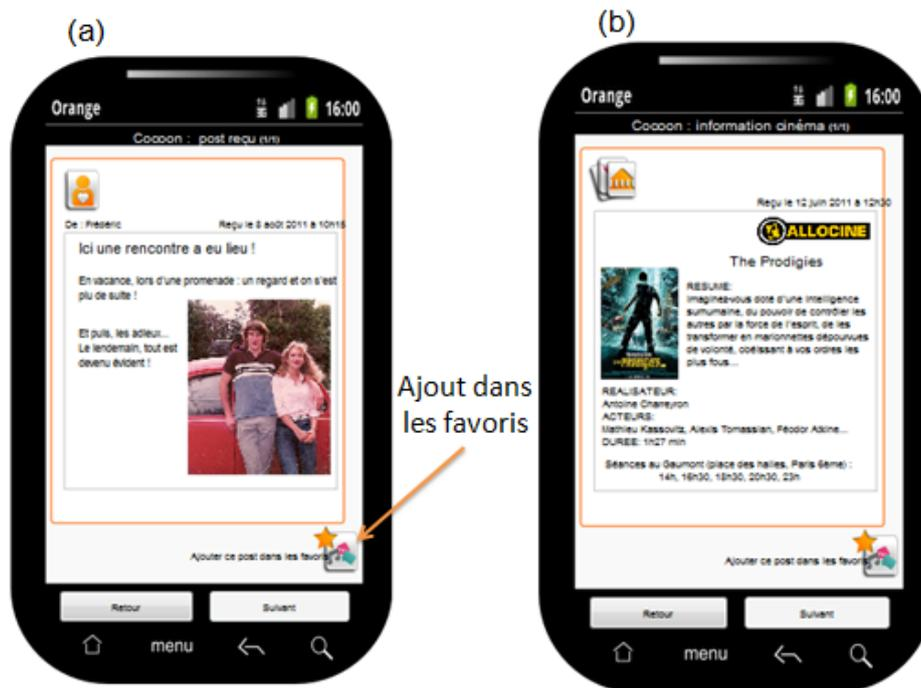 (a)
Orange
3G
16:00
Cocoon : post reçu (1/1)
De : Frédéric
Reçu le 8 août 2011 à 10h15
Ici une rencontre a eu lieu !
En vacance, lors d'une promenade : un regard et on s'est
plu de suite !
Et puis, les adieux...
Le lendemain, tout est
devenu évident !
Ajouter ce post dans les favoris
Retour
Suivant
menu
Ajout dans
les favoris
(b)
Orange
3G
16:00
Cocoon : information cinéma (1/1)
Reçu le 12 juin 2011 à 12h30
ALLOCINE
The Prodigies
RESUME:
Imaginez-vous doté d'une intelligence
surhumaine, du pouvoir de contrôler les
autres par la force de l'esprit, de les
transformer en marionnettes dépourvues
de volonté, obéissant à vos ordres les
plus fous...
REALISATEUR:
Antoine Charreyron
ACTEURS:
Mathieu Kassovitz, Alexis Tomassian, Féodor Atkine...
DUREE: 1h27 min
Séances au Gaumont (place des halles, Paris 6ème) :
14h, 16h30, 18h30, 20h30, 23h
Ajouter ce post dans les favoris
Retour
Suivant
menu